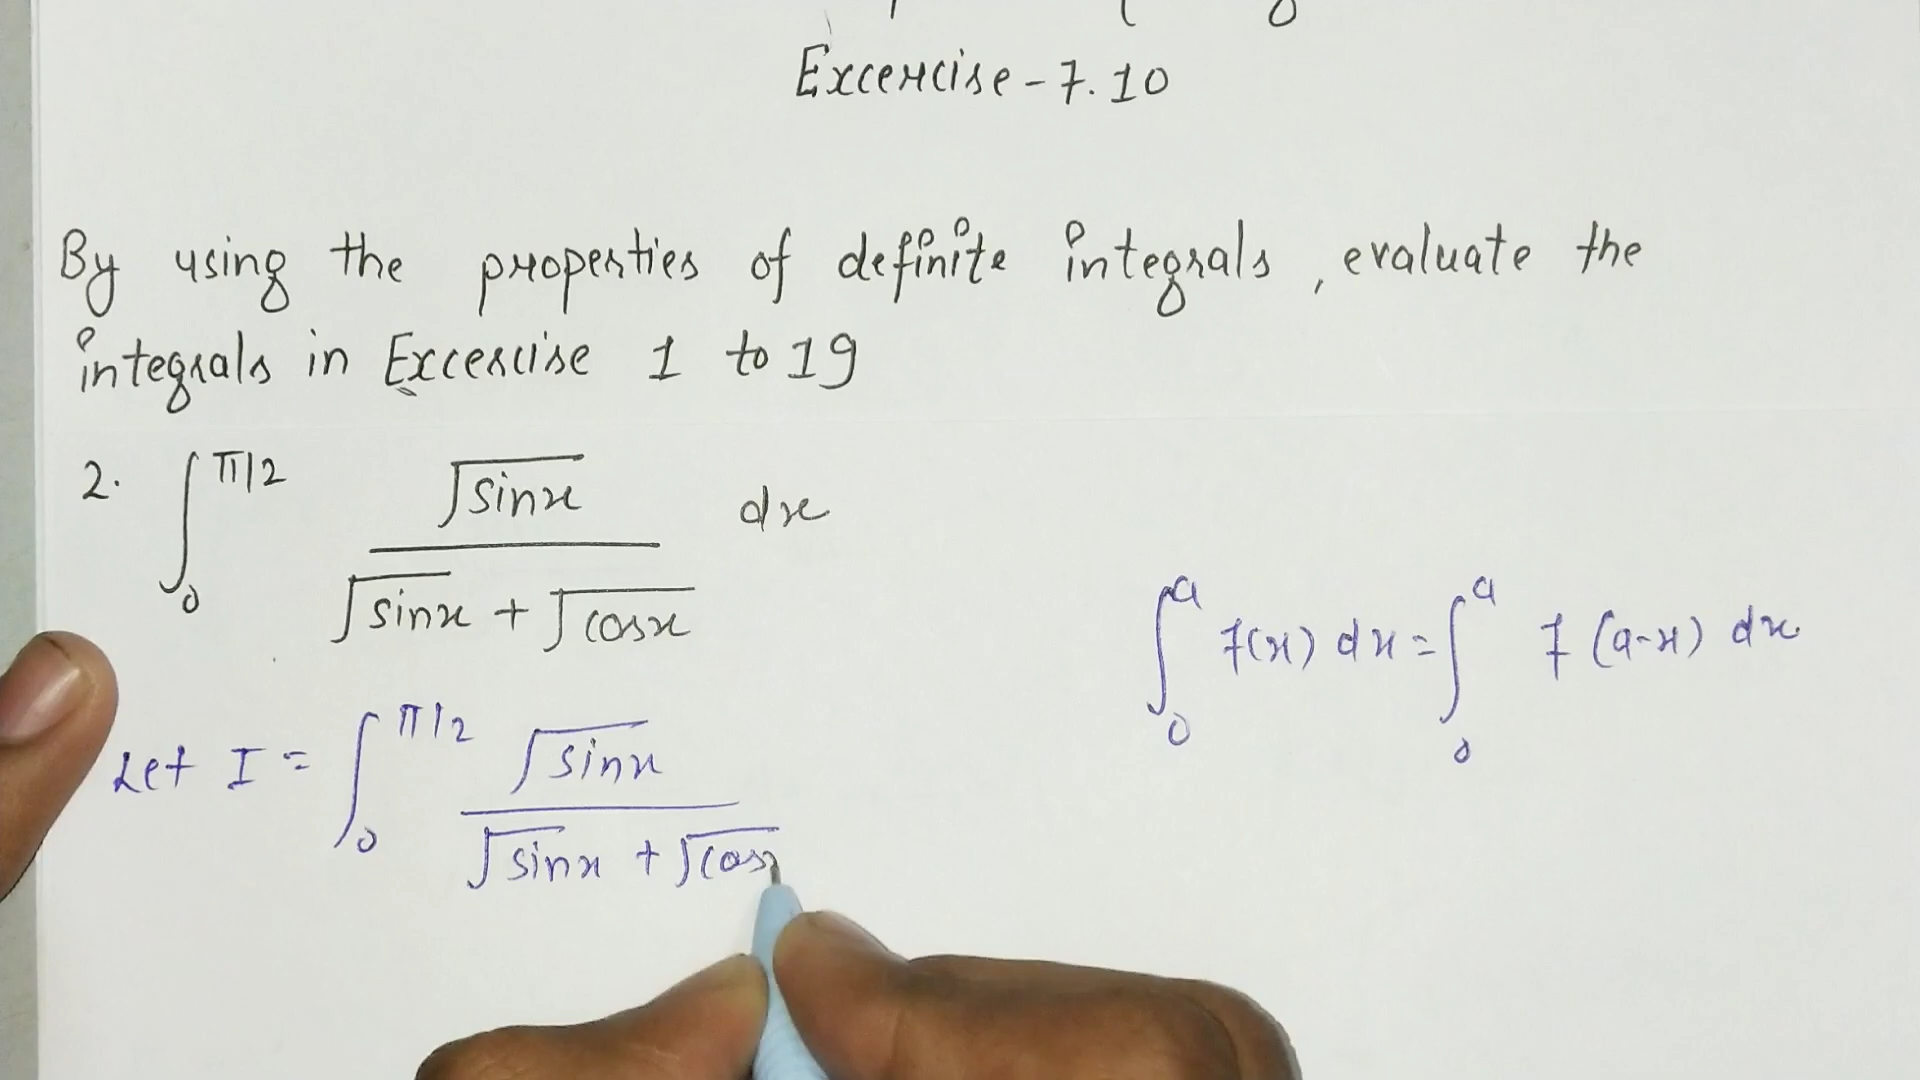 Excercise - 7.10
By using the properties of definite integrals, evaluate the
integrals in Excercise 1 to 19
2. ∫₀^π/2 √sinx / (√sinx + √cosx) dx
∫₀^a f(x) dx = ∫₀^a f(a-x) dx
Let I = ∫₀^π/2 √sinx / (√sinx + √cosx